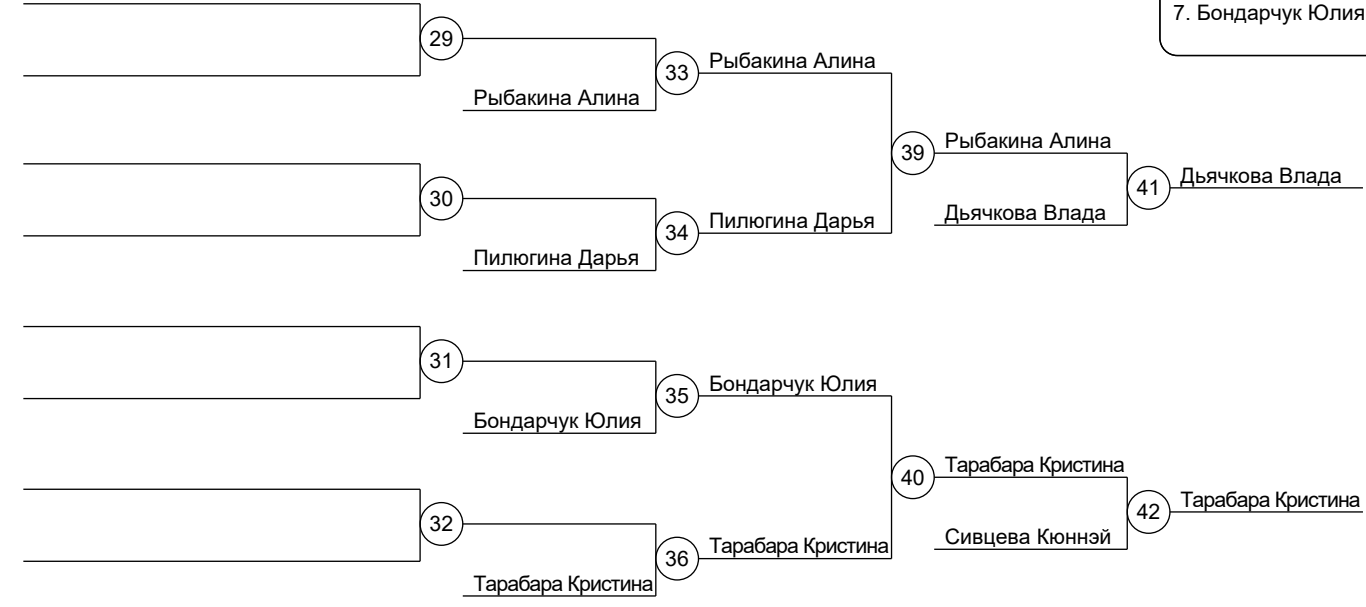 7. Бондарчук Юлия
29
33
Рыбакина Алина
Рыбакина Алина
39
Рыбакина Алина
41
Дьячкова Влада
30
34
Пилюгина Дарья
Дьячкова Влада
Пилюгина Дарья
31
35
Бондарчук Юлия
Бондарчук Юлия
40
Тарабара Кристина
42
Тарабара Кристина
32
36
Тарабара Кристина
Сивцева Кюннэй
Тарабара Кристина